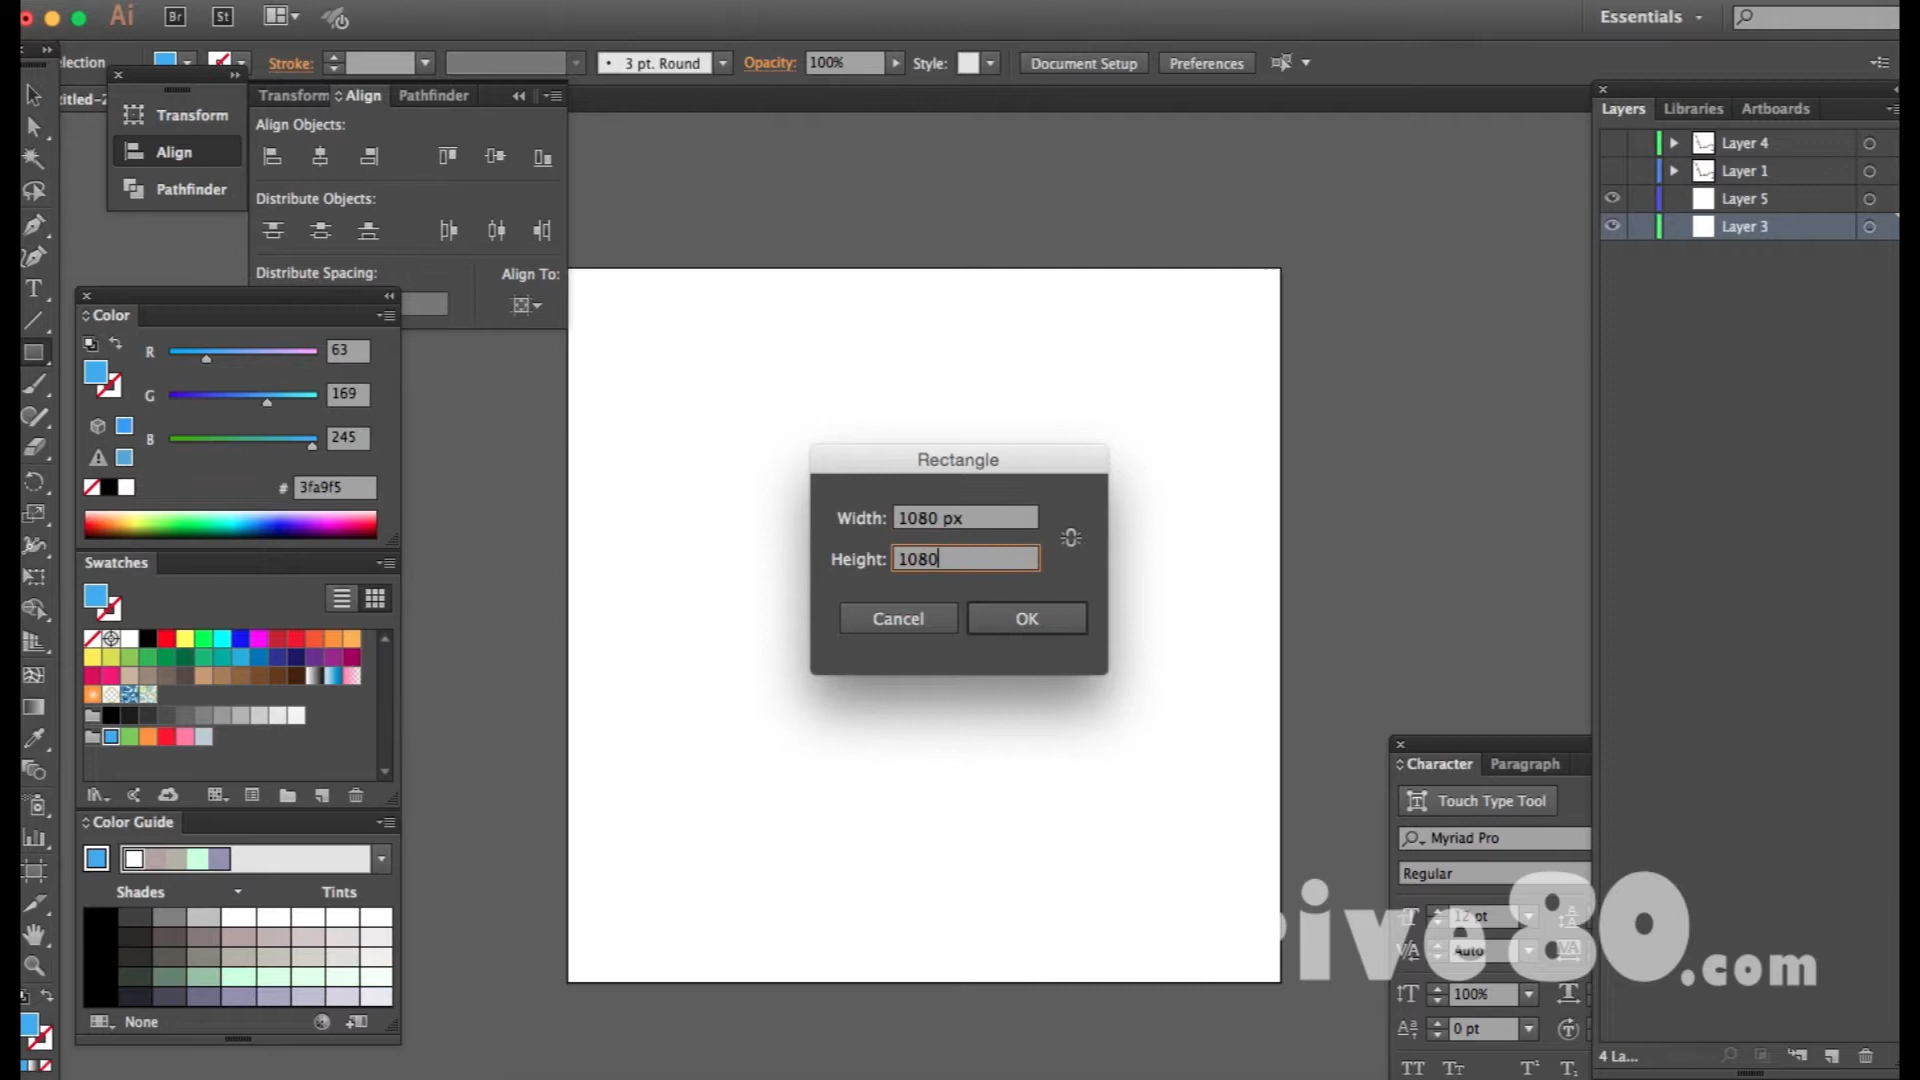 Ai
Br
St
Essentials
election
Stroke:
3 pt. Round
Opacity:
100%
Style:
Document Setup
Preferences
titled-2
Transform
Align
Pathfinder
Transform
Align
Pathfinder
Align Objects:
Distribute Objects:
Distribute Spacing:
Align To:
Layers
Libraries
Artboards
Layer 4
Layer 1
Layer 5
Layer 3
Color
R
63
G
169
B
245
#
3fa9f5
Swatches
Color Guide
Shades
Tints
None
Rectangle
Width:
1080 px
Height:
1080
Cancel
OK
Character
Paragraph
Touch Type Tool
Myriad Pro
Regular
12 pt
Auto
100%
0 pt
ive80.com
4 La...